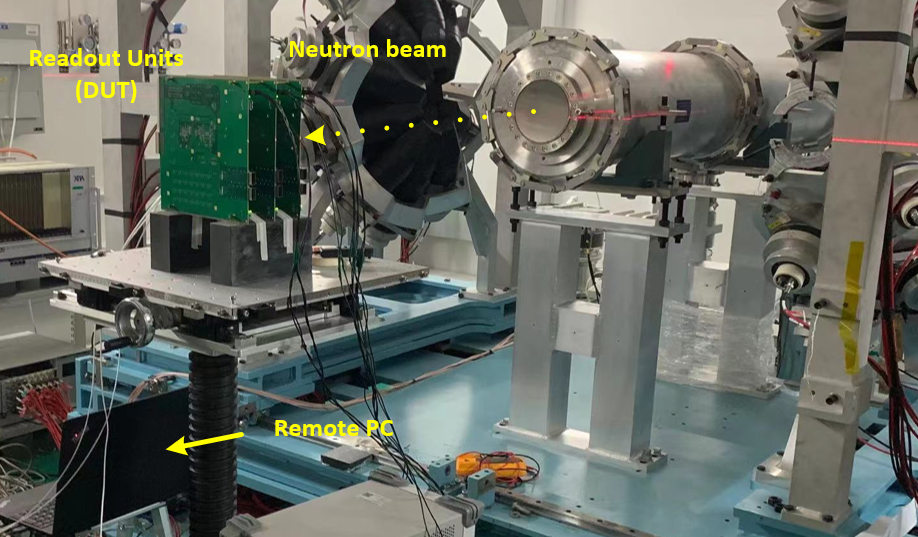 Readout Units
(DUT)
Neutron beam
Remote PC